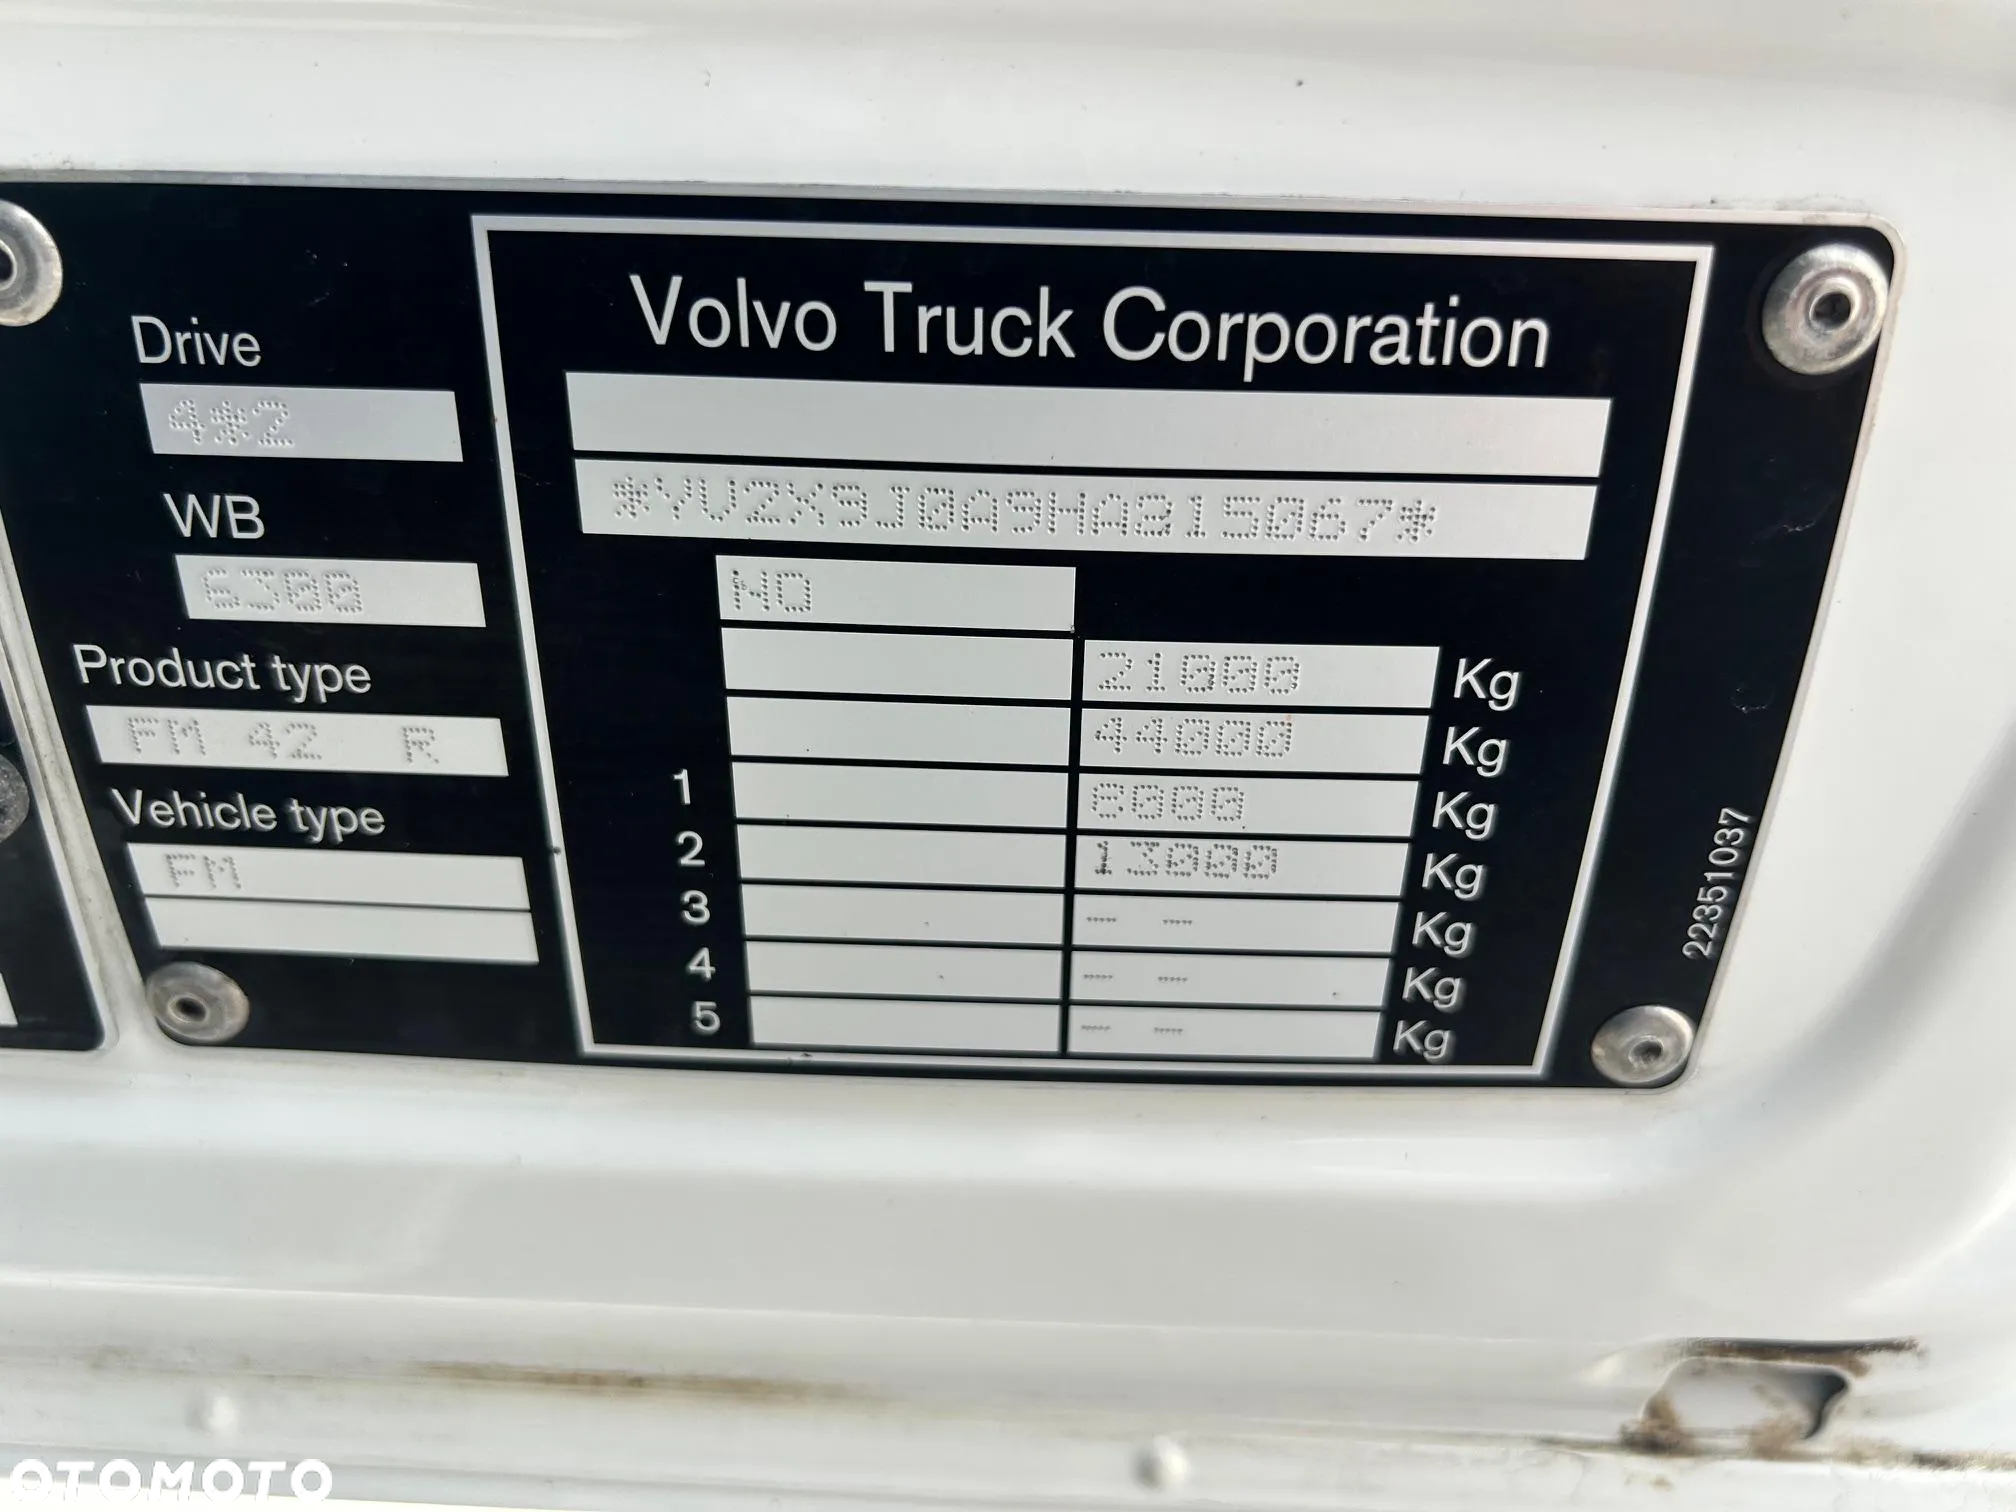 Volvo Truck Corporation
Drive
4*2
*YV2X9J0A9HA815067*
WB
6300
NO
Product type
FM 42 R
21000 Kg
44000 Kg
Vehicle type
FM
1 8000 Kg
2 13000 Kg
3 -- -- Kg
4 -- -- Kg
5 -- -- Kg
22351037
OTOMOTO